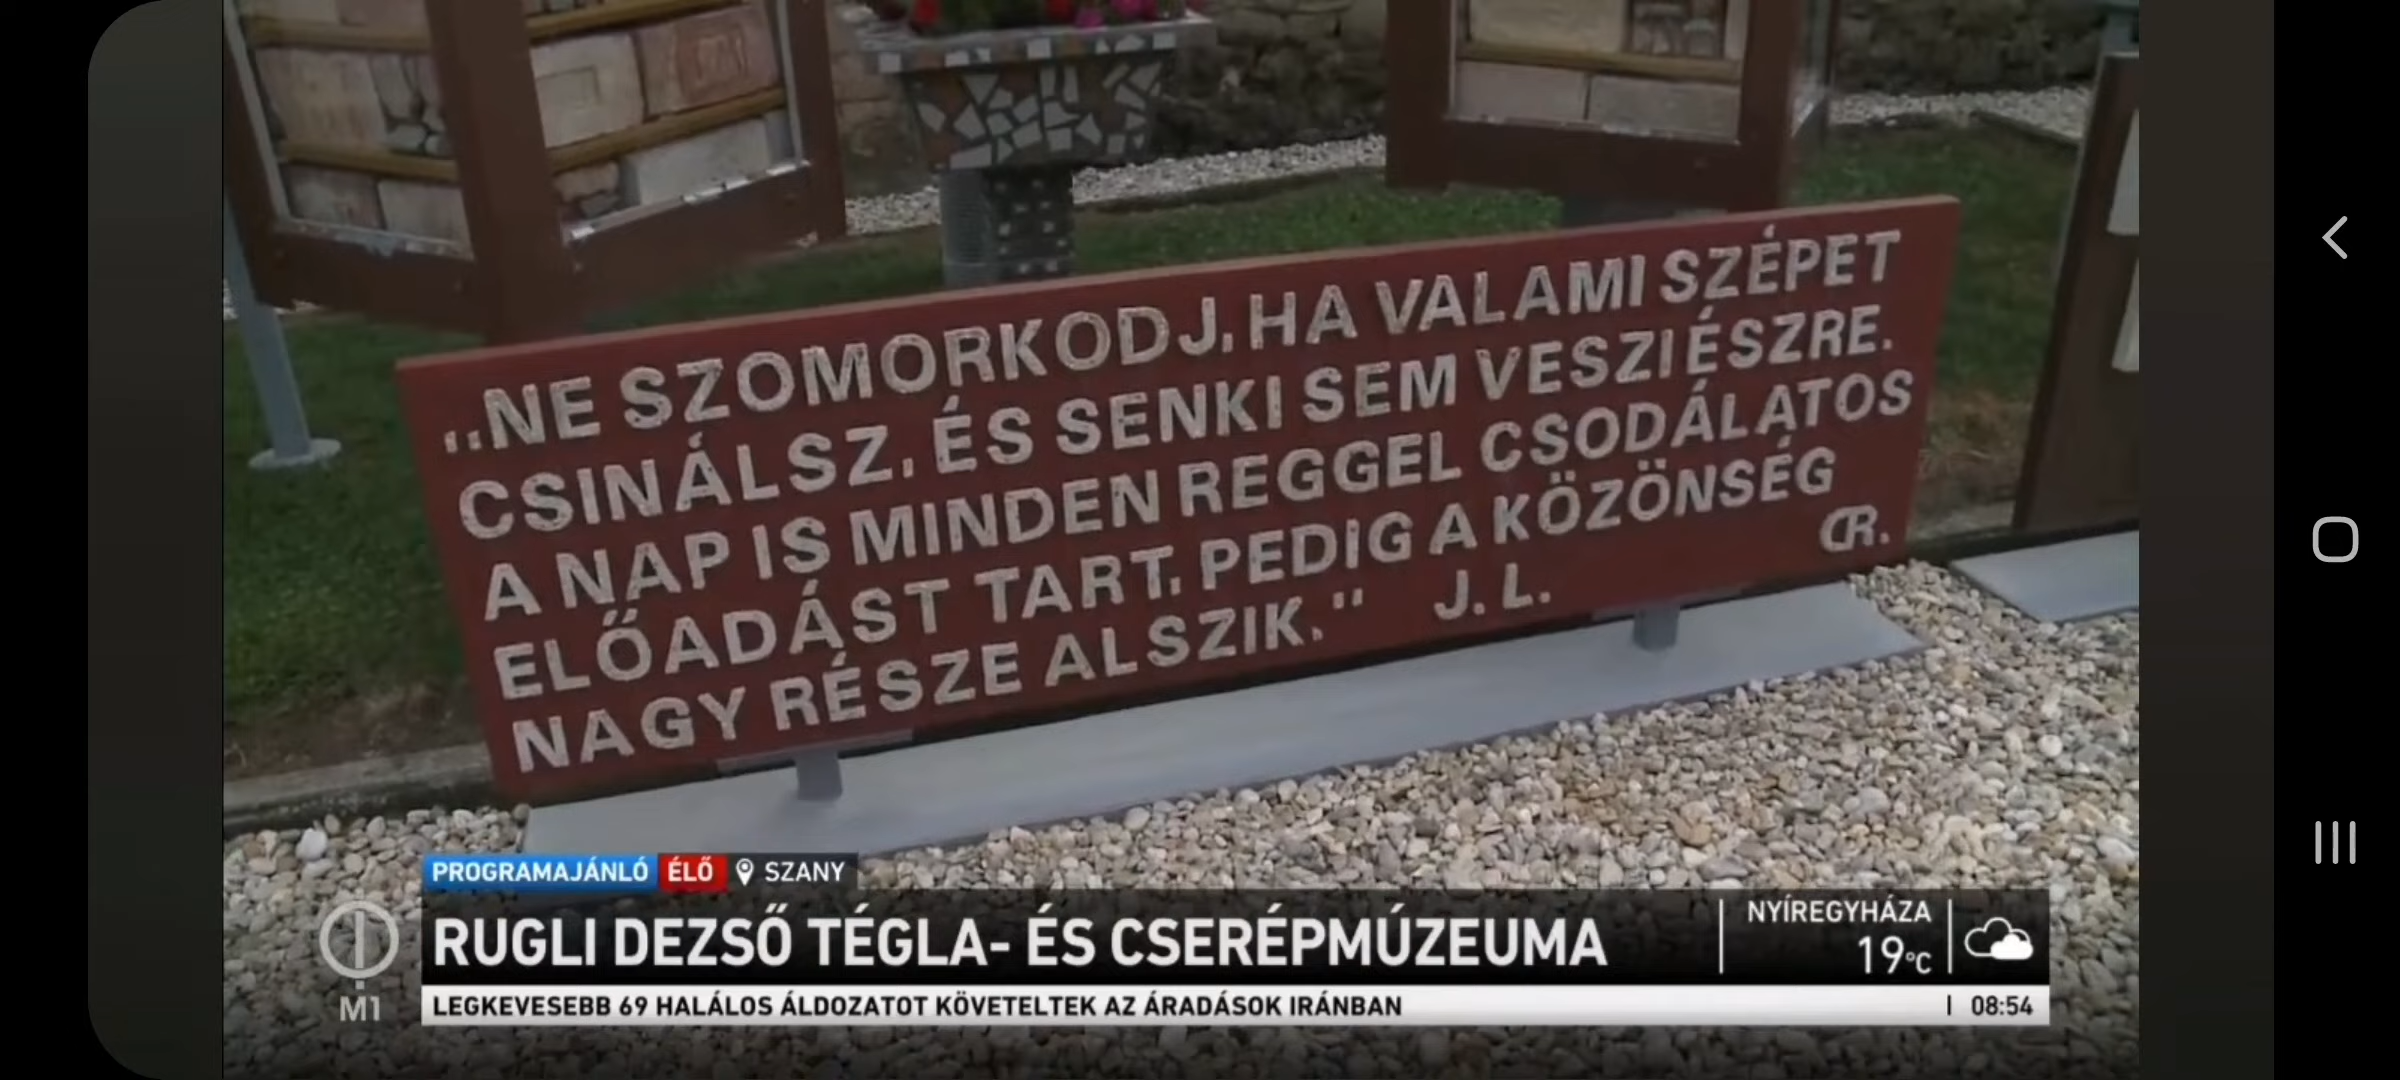 „NE SZOMORKODJ, HA VALAMI SZÉPET
CSINÁLSZ, ÉS SENKI SEM VESZI ÉSZRE.
A NAP IS MINDEN REGGEL CSODÁLATOS
ELŐADÁST TART, PEDIG A KÖZÖNSÉG
NAGY RÉSZE ALSZIK." J. L.
PROGRAMAJÁNLÓ ÉLŐ SZANY
RUGLI DEZSŐ TÉGLA- ÉS CSERÉPMÚZEUMA
NYÍREGYHÁZA
19°C
M1
LEGKEVESEBB 69 HALÁLOS ÁLDOZATOT KÖVETELTEK AZ ÁRADÁSOK IRÁNBAN
08:54